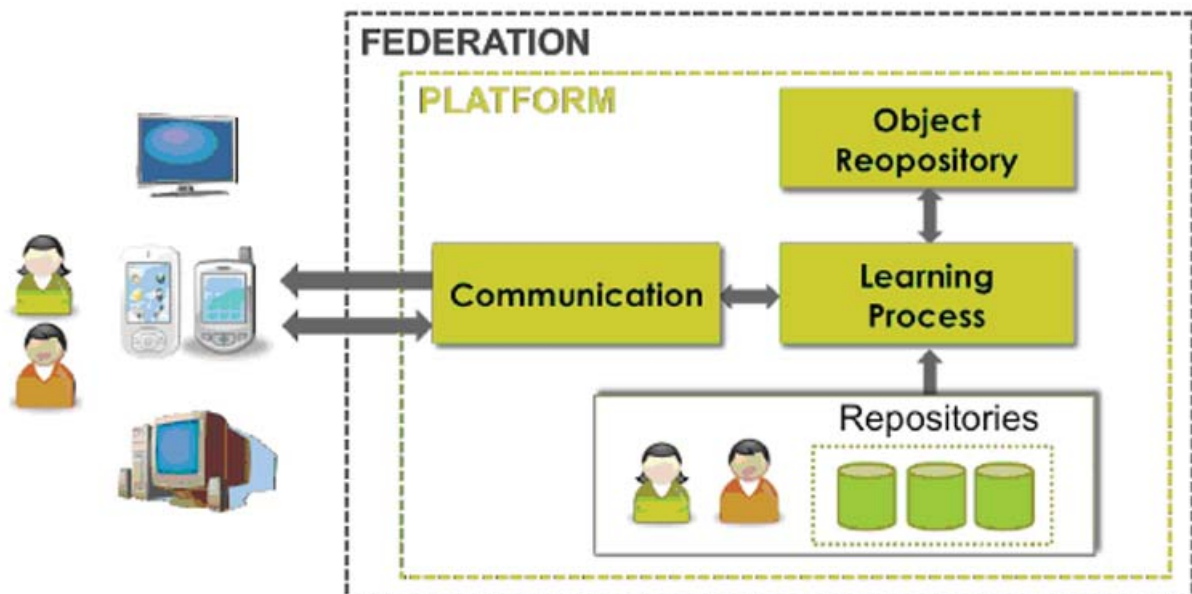 FEDERATION
PLATFORM
Object
Reopository
Communication
Learning
Process
Repositories